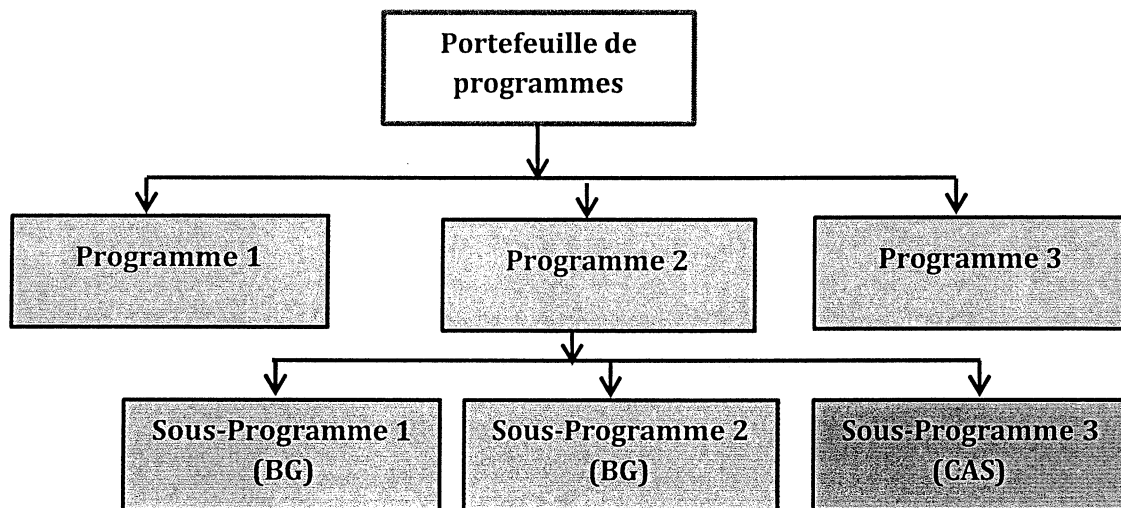 Portefeuille de
programmes
Programme 1
Programme 2
Programme 3
Sous-Programme 1
(BG)
Sous-Programme 2
(BG)
Sous-Programme 3
(CAS)